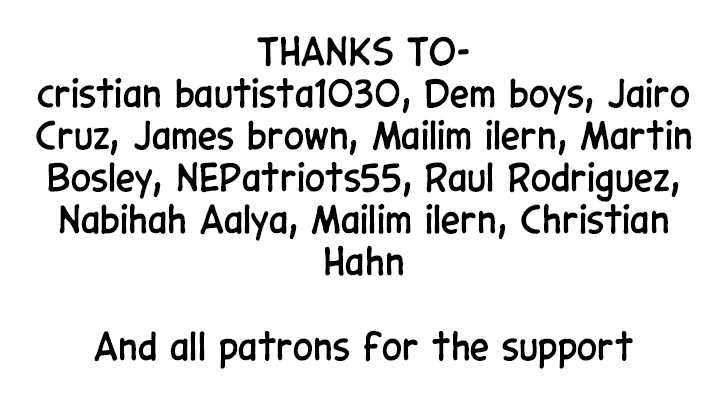 THANKS TO-
cristian bautista1030, Dem boys, Jairo
Cruz, James brown, Mailim ilern, Martin
Bosley, NEPatriots55, Raul Rodriguez,
Nabihah Aalya, Mailim ilern, Christian
Hahn
And all patrons for the support